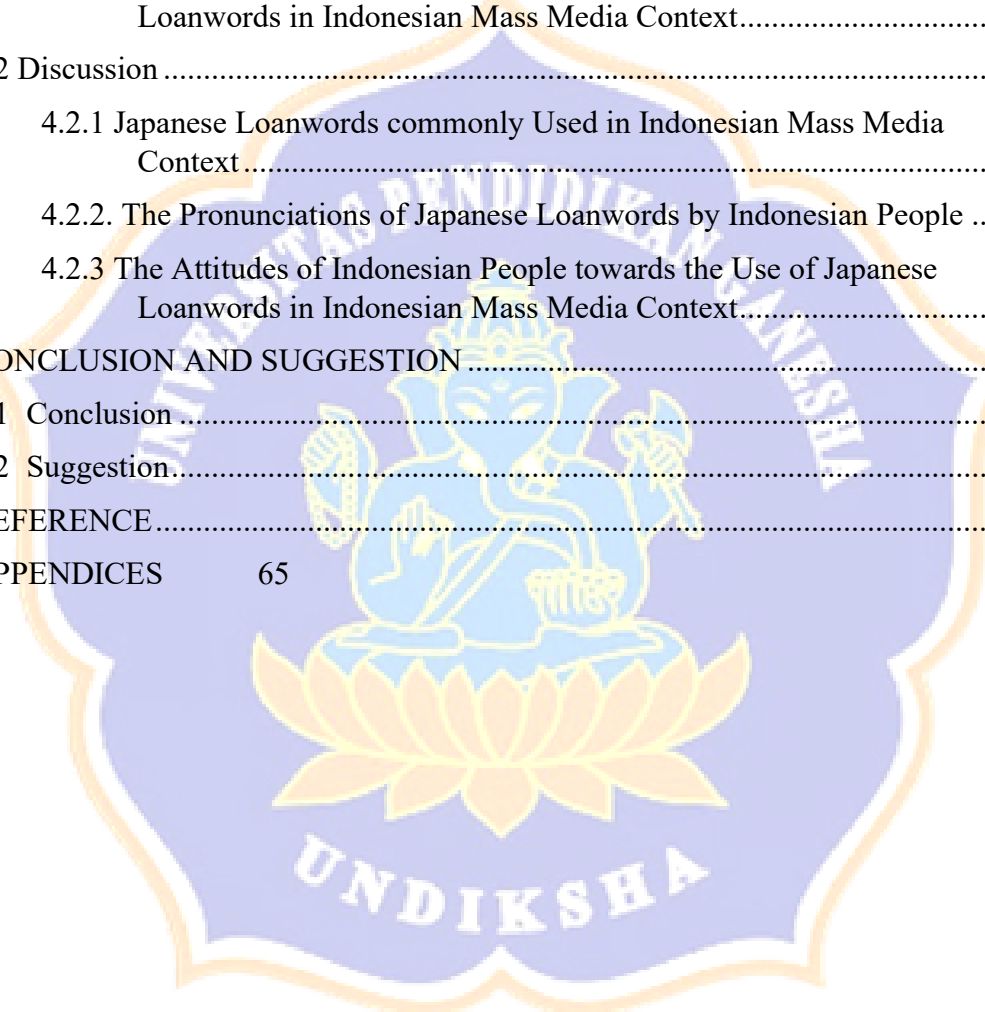 Loanwords in Indonesian Mass Media Context..............................
2 Discussion...............................................................................................
4.2.1 Japanese Loanwords commonly Used in Indonesian Mass Media
Context...................................................................................
4.2.2. The Pronunciations of Japanese Loanwords by Indonesian People ..
4.2.3 The Attitudes of Indonesian People towards the Use of Japanese
Loanwords in Indonesian Mass Media Context..............................
ONCLUSION AND SUGGESTION............................................................
1 Conclusion..............................................................................................
2 Suggestion..............................................................................................
EFERENCE................................................................................................
PPENDICES 65
UNIVERSITAS PENDIDIKAN GANESHA
UNDIKSHA